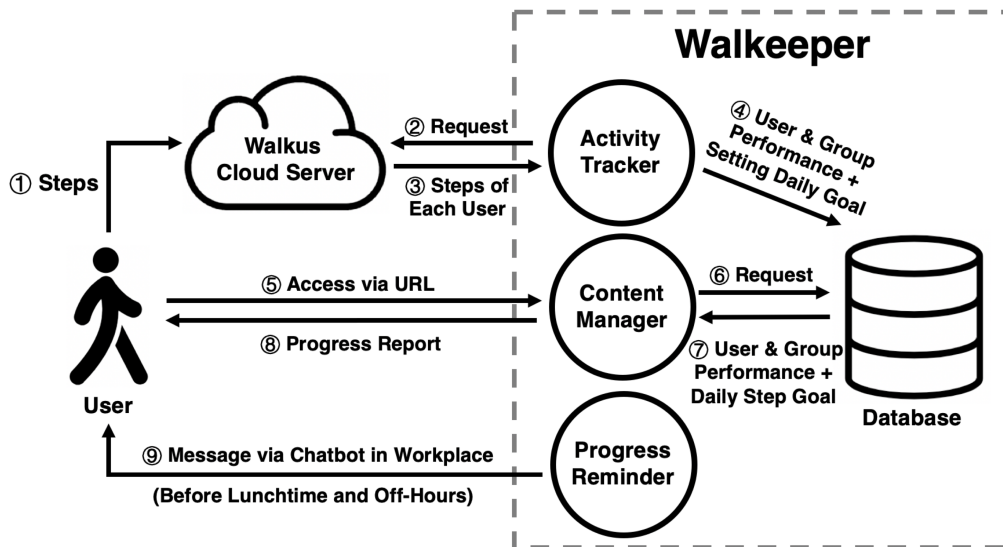 Walkeeper
Walkus
Cloud Server
② Request
③ Steps of
Each User
Activity
Tracker
④ User & Group
Performance +
Setting Daily Goal
① Steps
⑤ Access via URL
⑧ Progress Report
Content
Manager
⑥ Request
⑦ User & Group
Performance +
Daily Step Goal
Database
User
⑨ Message via Chatbot in Workplace
(Before Lunchtime and Off-Hours)
Progress
Reminder